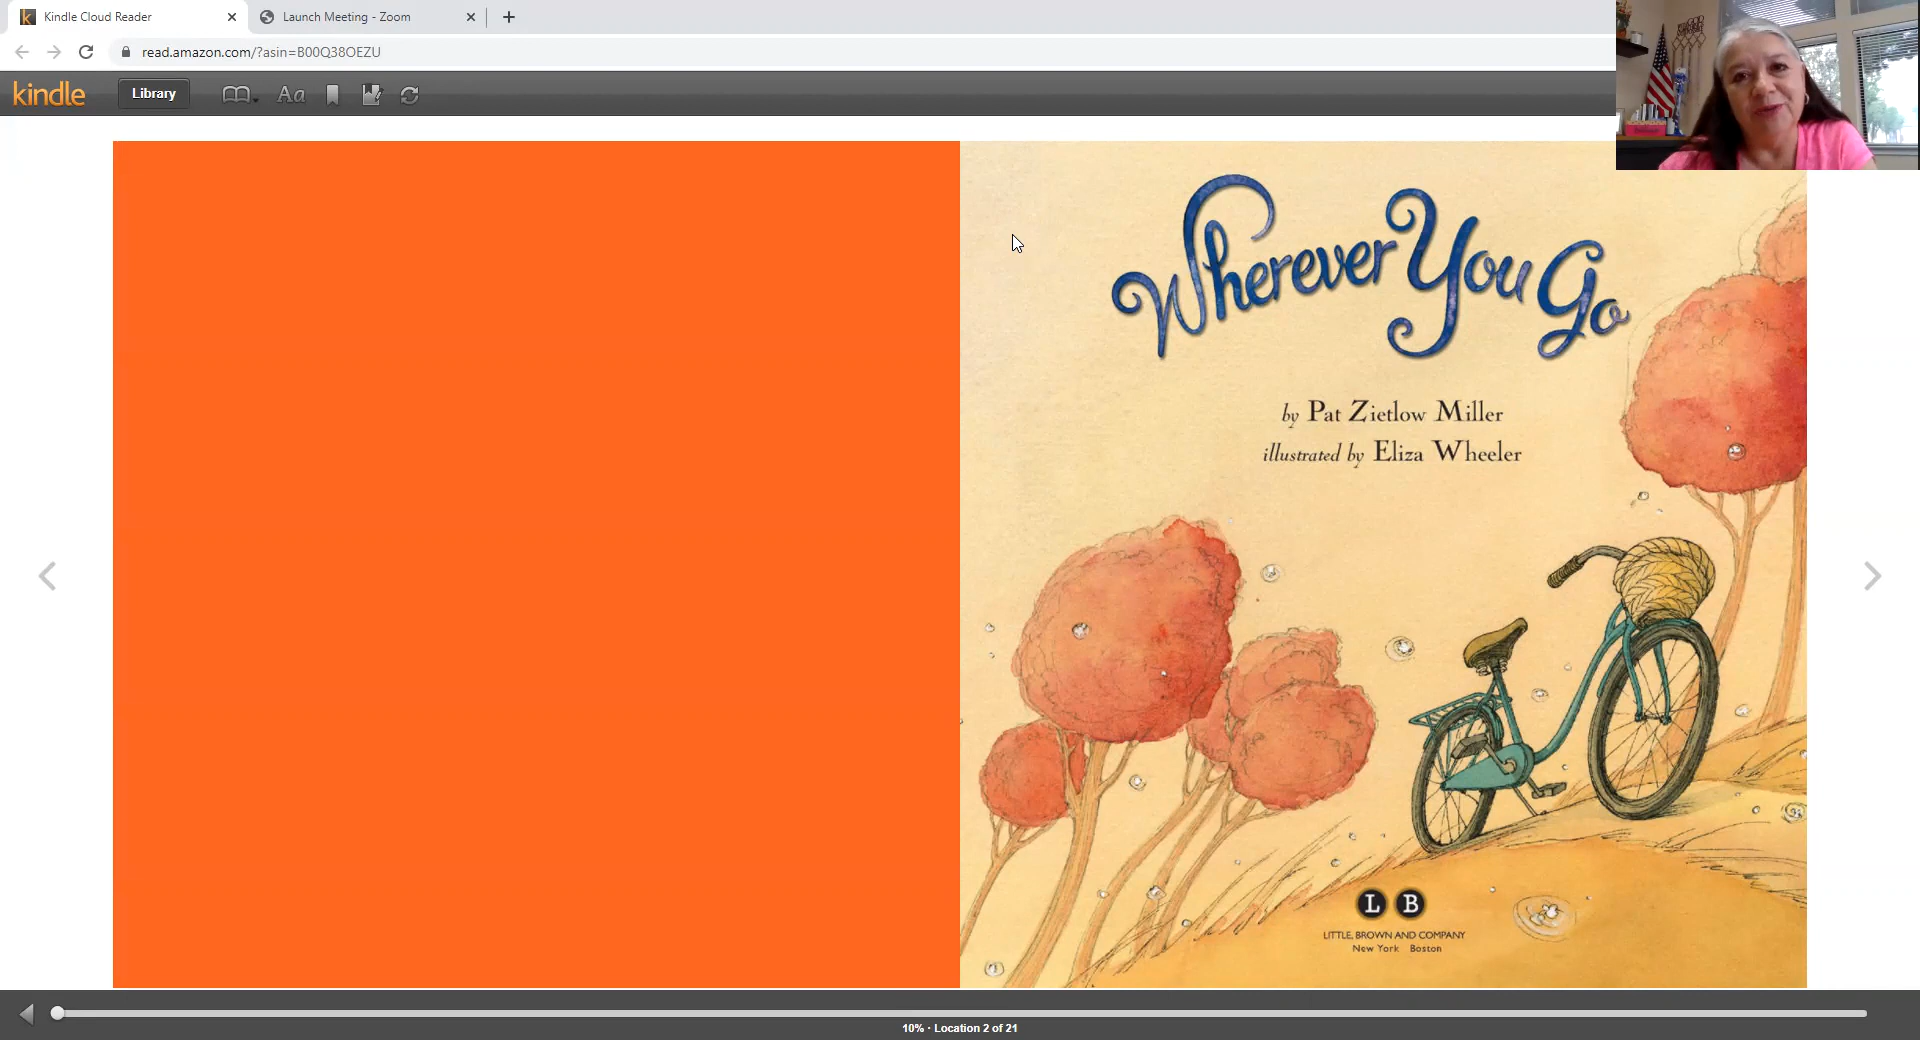 Kindle Cloud Reader
Launch Meeting - Zoom
read.amazon.com/?asin=B00Q38OEZU
kindle
Library
Aa
Wherever You Go
by Pat Zietlow Miller
illustrated by Eliza Wheeler
L B
LITTLE, BROWN AND COMPANY
New York Boston
10% · Location 2 of 21